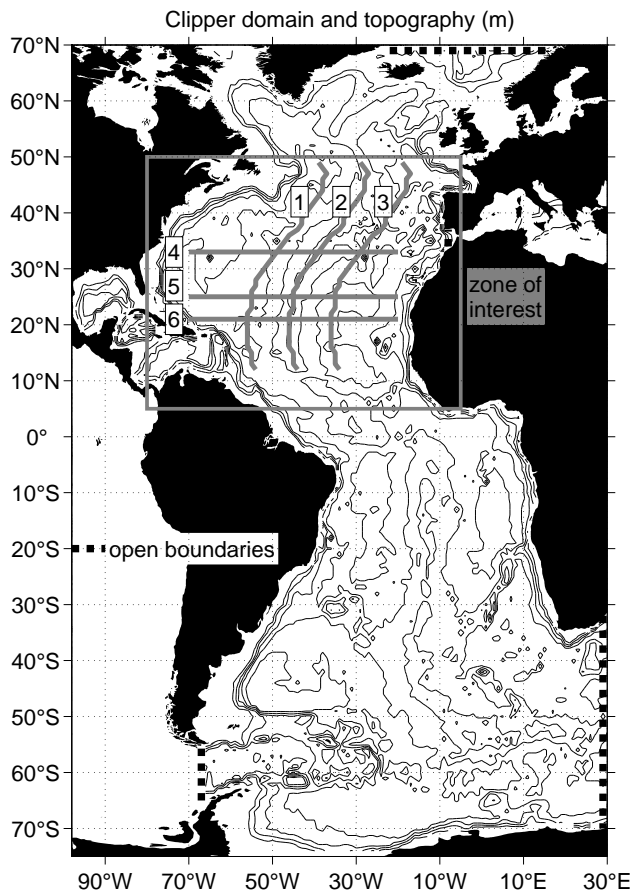 Clipper domain and topography (m)
70°N
60°N
50°N
40°N
30°N
20°N
10°N
0°
10°S
20°S
30°S
40°S
50°S
60°S
70°S
1
2
3
4
5
6
zone of
interest
open boundaries
90°W
70°W
50°W
30°W
10°W
10°E
30E